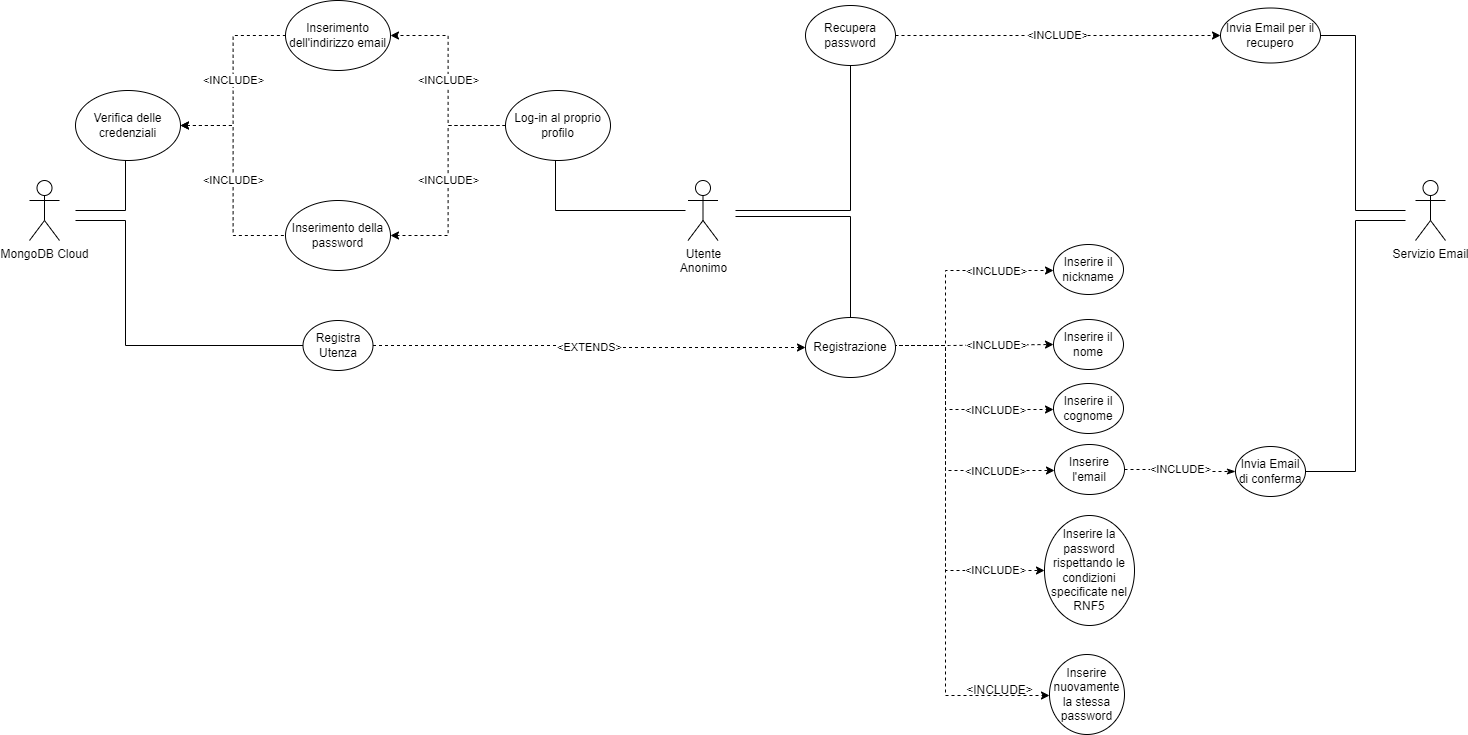 Inserimento
dell'indirizzo email
Recupera
password
<INCLUDE>
Invia Email per il
recupero
<INCLUDE>
<INCLUDE>
Verifica delle
credenziali
Log-in al proprio
profilo
<INCLUDE>
<INCLUDE>
Inserimento della
password
MongoDB Cloud
Utente
Anonimo
Servizio Email
<INCLUDE>
Inserire il
nickname
Registra
Utenza
<EXTENDS>
Registrazione
<INCLUDE>
Inserire il
nome
<INCLUDE>
Inserire il
cognome
<INCLUDE>
Inserire
l'email
<INCLUDE>
Invia Email
di conferma
<INCLUDE>
Inserire la
password
rispettando le
condizioni
specificate nel
RNF5
<INCLUDE>
Inserire
nuovamente
la stessa
password